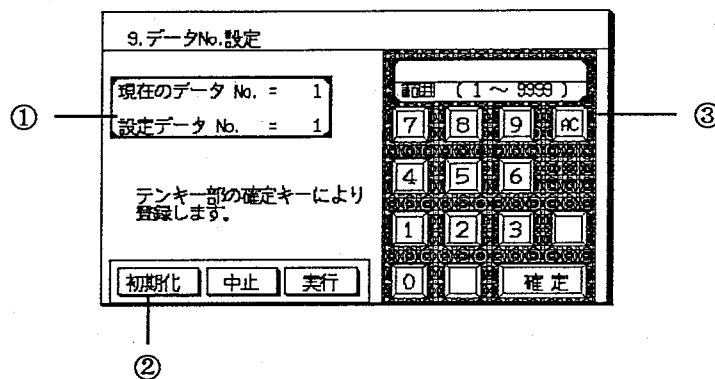 9.データNo.設定
現在のデータ No. = 1
設定データ No. = 1
テンキー部の確定キーにより
登録します。
初期化 中止 実行
範囲 ( 1 ~ 9999 )
7 8 9 AC
4 5 6
1 2 3
0 確定
①
②
③